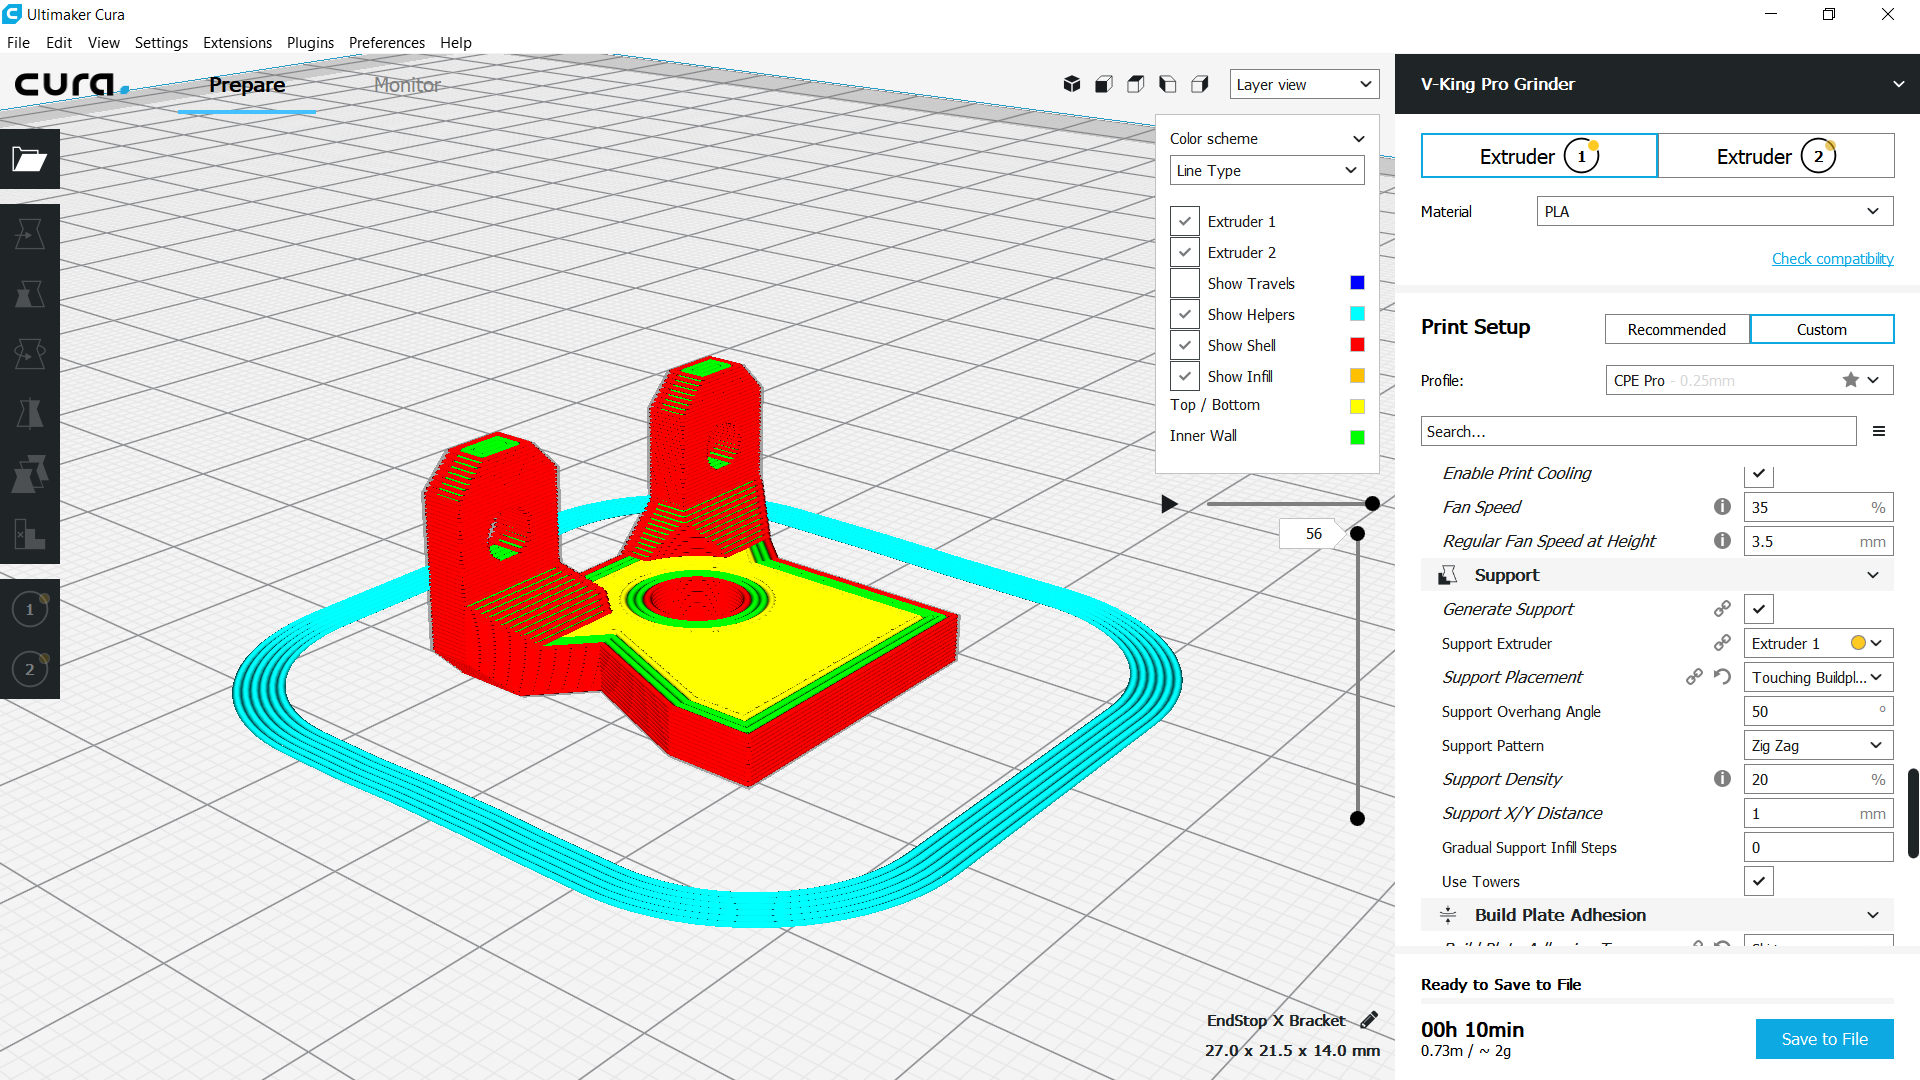 Ultimaker Cura
File Edit View Settings Extensions Plugins Preferences Help
cura. Prepare Monitor
Layer view
Color scheme
Line Type
Extruder 1
Extruder 2
Show Travels
Show Helpers
Show Shell
Show Infill
Top / Bottom
Inner Wall
56
1
2
EndStop X Bracket
27.0 x 21.5 x 14.0 mm
V-King Pro Grinder
Extruder 1 Extruder 2
Material PLA
Check compatibility
Print Setup Recommended Custom
Profile: CPE Pro - 0.25mm
Search...
Enable Print Cooling
Fan Speed 35 %
Regular Fan Speed at Height 3.5 mm
Support
Generate Support
Support Extruder Extruder 1
Support Placement Touching Buildpl...
Support Overhang Angle 50 °
Support Pattern Zig Zag
Support Density 20 %
Support X/Y Distance 1 mm
Gradual Support Infill Steps 0
Use Towers
Build Plate Adhesion
Ready to Save to File
00h 10min
0.73m / ~ 2g
Save to File